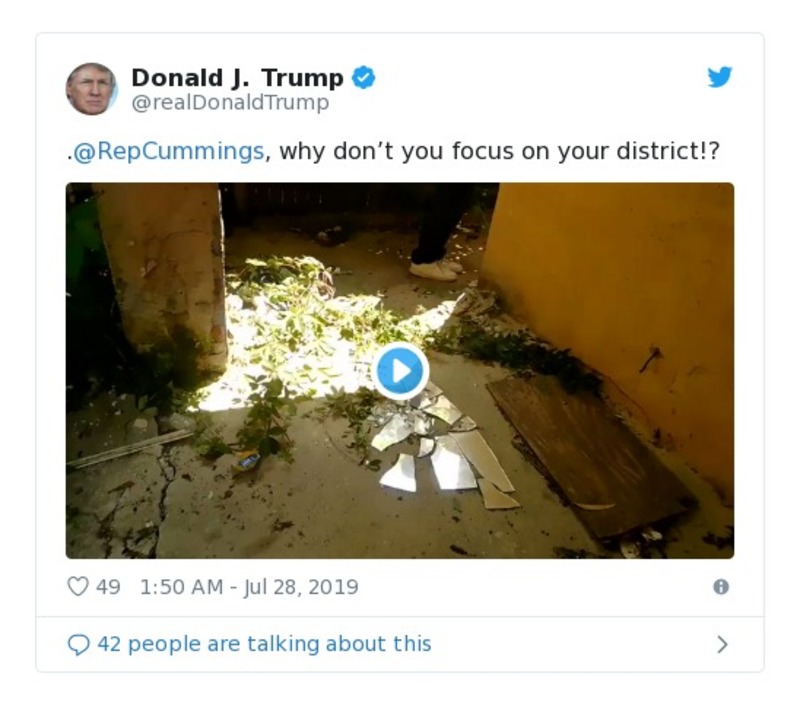 Donald J. Trump
@realDonaldTrump
.@RepCummings, why don’t you focus on your district!?
49 1:50 AM - Jul 28, 2019
42 people are talking about this